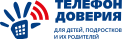 ТЕЛЕФОН
ДОВЕРИЯ
ДЛЯ ДЕТЕЙ, ПОДРОСТКОВ
И ИХ РОДИТЕЛЕЙ